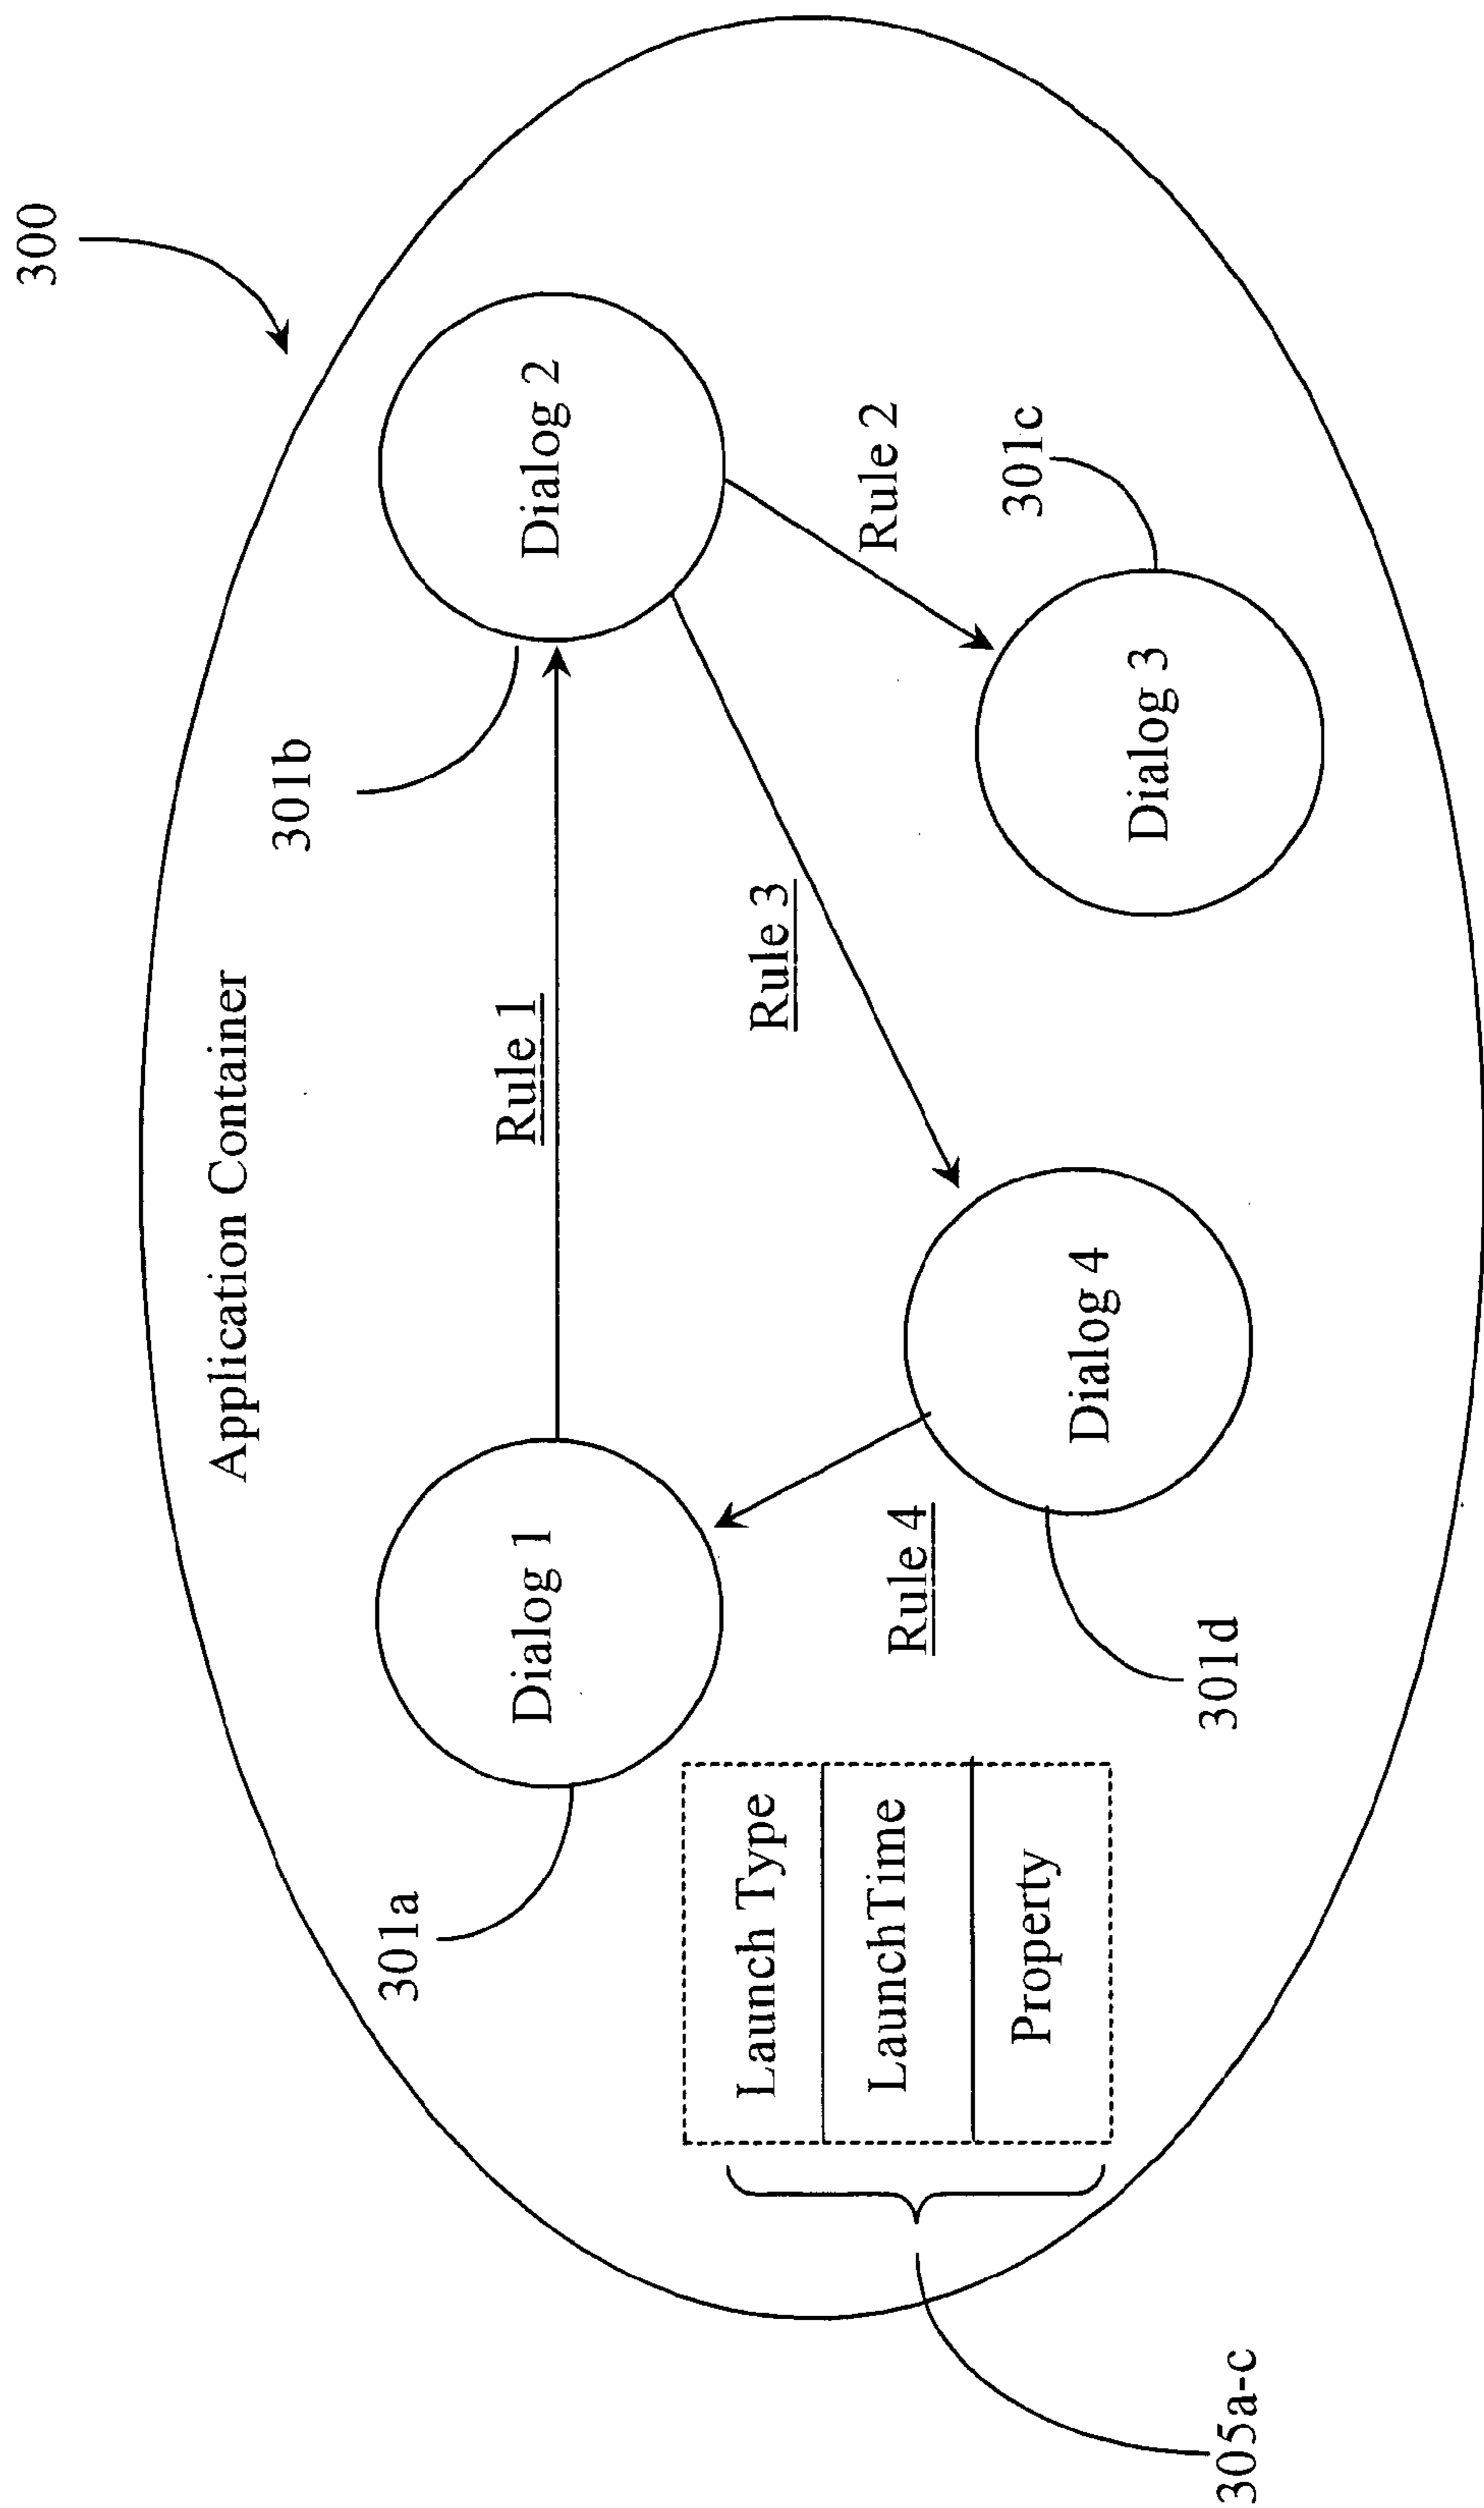 300
Application Container
301b
301a
Dialog 1
Rule 1
Dialog 2
Rule 3
Rule 2
301c
Launch Type
LaunchTime
Property
Rule 4
Dialog 4
Dialog 3
301d
305a-c